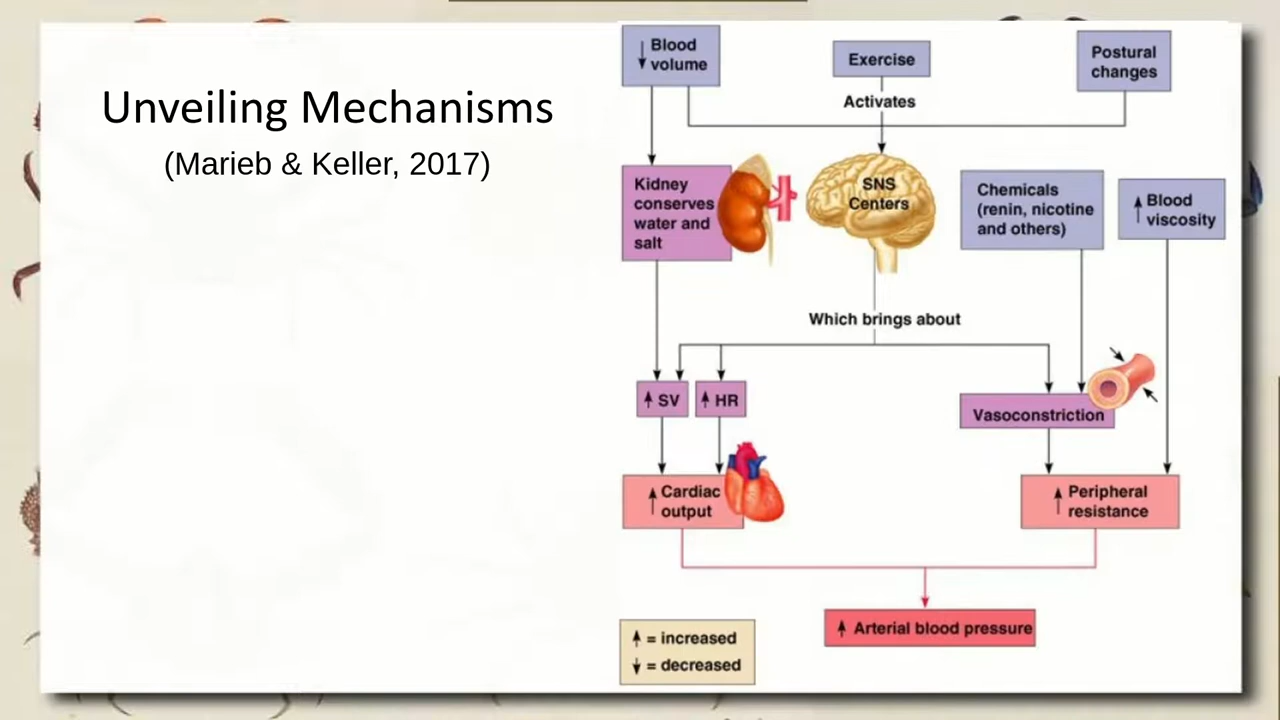 Unveiling Mechanisms
(Marieb & Keller, 2017)
↓ Blood
volume
Exercise
Postural
changes
Activates
Kidney
conserves
water and
salt
SNS
Centers
Chemicals
(renin, nicotine
and others)
↑ Blood
viscosity
Which brings about
↑ SV
↑ HR
Vasoconstriction
↑ Cardiac
output
↑ Peripheral
resistance
↑ Arterial blood pressure
↑ = increased
↓ = decreased